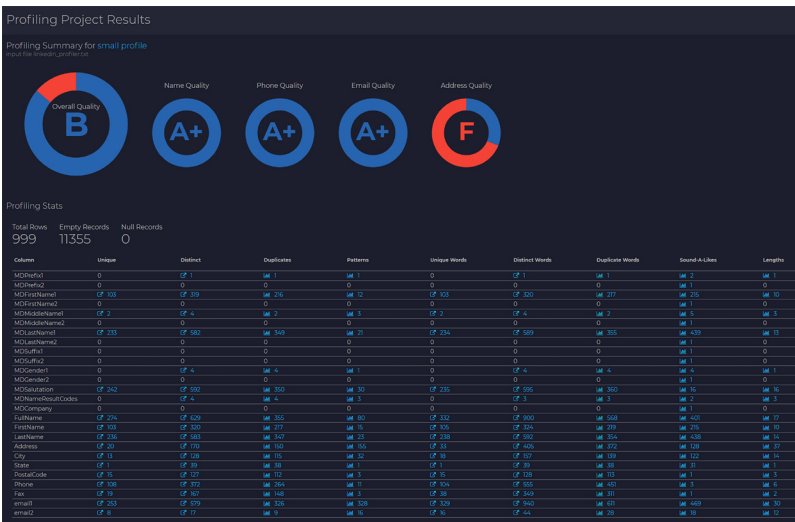 Profiling Project Results
Profiling Summary for small profile
Input file linkedin_profiler.txt
Overall Quality
B
Name Quality
A+
Phone Quality
A+
Email Quality
A+
Address Quality
F
Profiling Stats
Total Rows Empty Records Null Records
999 11355 0
Column Unique Distinct Duplicates Patterns Unique Words Distinct Words Duplicate Words Sound-A-Likes Lengths
MDPrefix1 0 1 1 1 0 1 1 2 1
MDPrefix2 0 0 0 0 0 0 0 1 0
MDFirstName1 103 319 216 12 103 320 217 215 10
MDFirstName2 0 0 0 0 0 0 0 1 0
MDMiddleName1 2 4 2 3 2 4 2 5 3
MDMiddleName2 0 0 0 0 0 0 0 1 0
MDLastName1 233 582 349 21 234 589 355 439 13
MDLastName2 0 0 0 0 0 0 0 1 0
MDSuffix1 0 0 0 0 0 0 0 1 0
MDSuffix2 0 0 0 0 0 0 0 1 0
MDGender1 0 4 4 1 0 4 4 4 1
MDGender2 0 0 0 0 0 0 0 1 0
MDSalutation 242 592 350 30 235 595 360 16 16
MDNameResultCodes 0 4 4 3 0 3 3 2 3
MDCompany 0 0 0 0 0 0 0 1 0
FullName 274 629 355 80 332 900 568 401 17
FirstName 103 320 217 15 105 324 219 215 10
LastName 236 583 347 23 238 592 354 438 14
Address 20 170 150 155 33 405 372 128 37
City 13 128 115 32 18 157 139 122 14
State 1 39 38 1 1 39 38 31 1
PostalCode 15 127 112 3 15 128 113 1 3
Phone 108 372 264 11 104 555 451 3 6
Fax 19 167 148 3 38 349 311 1 2
email1 253 579 326 328 329 940 611 469 30
email2 8 17 9 16 16 44 28 18 12